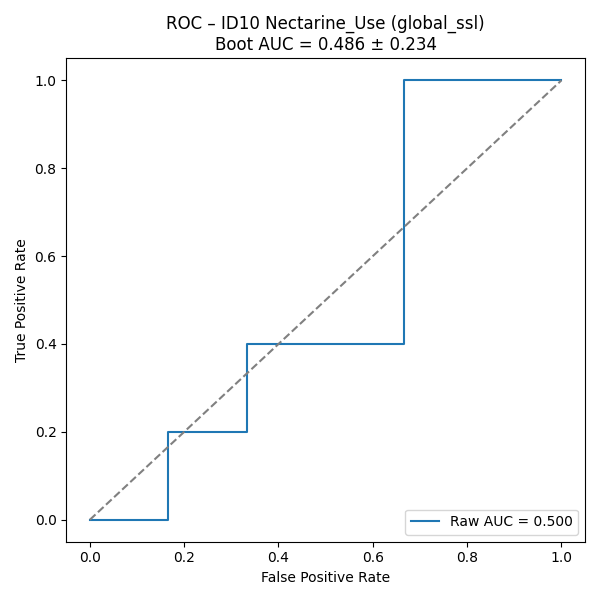 ROC – ID10 Nectarine_Use (global_ssl)
Boot AUC = 0.486 ± 0.234
True Positive Rate
1.0
0.8
0.6
0.4
0.2
0.0
Raw AUC = 0.500
0.0 0.2 0.4 0.6 0.8 1.0
False Positive Rate